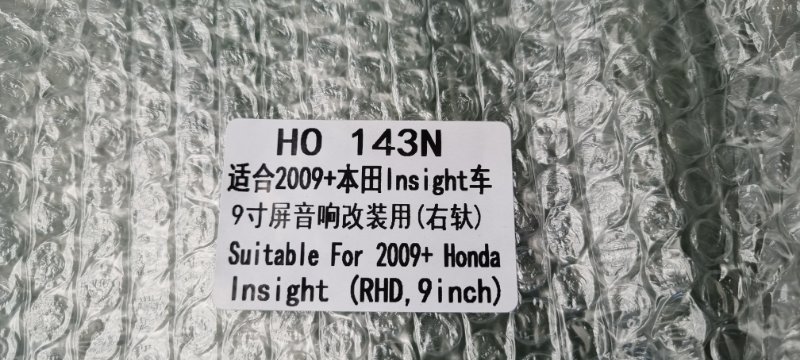 HO 143N
适合2009+本田Insight车
9寸屏音响改装用(右软)
Suitable For 2009+ Honda
Insight (RHD,9inch)